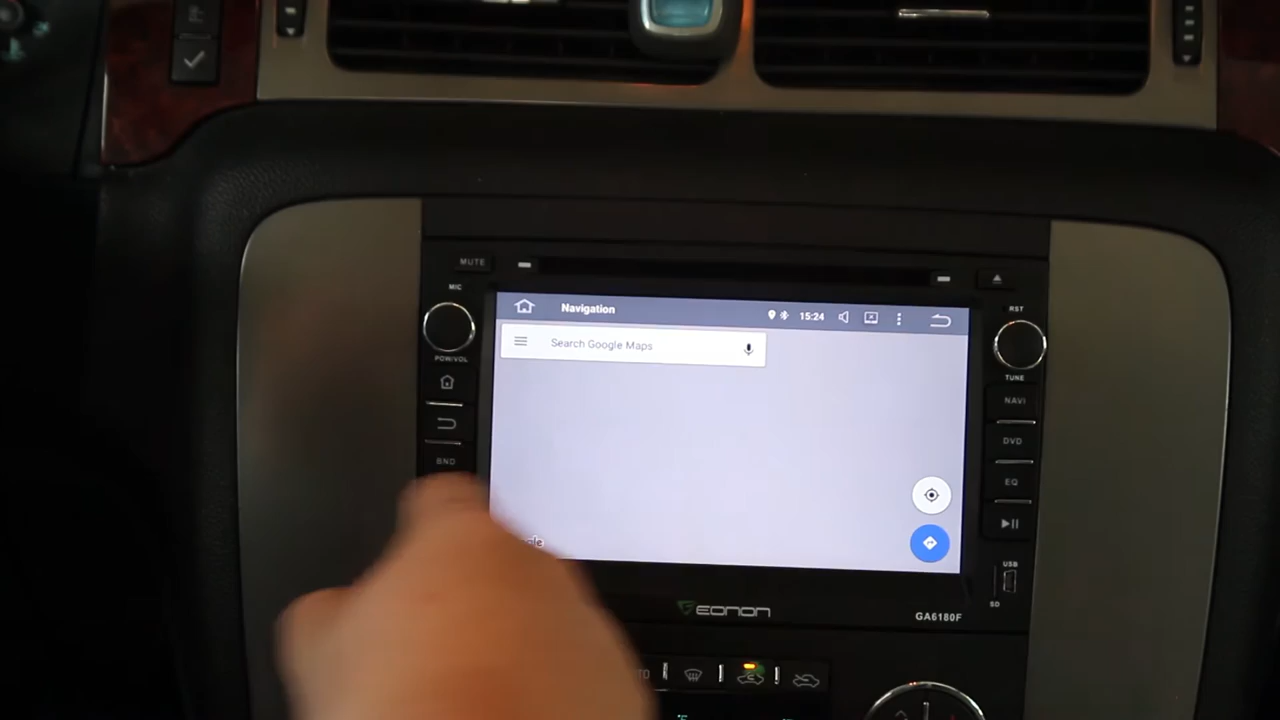 MUTE
MIC
POW/VOL
BND
Navigation
15:24
Search Google Maps
RST
TUNE
NAVI
DVD
EQ
USB
SD
EONON
GA6180F